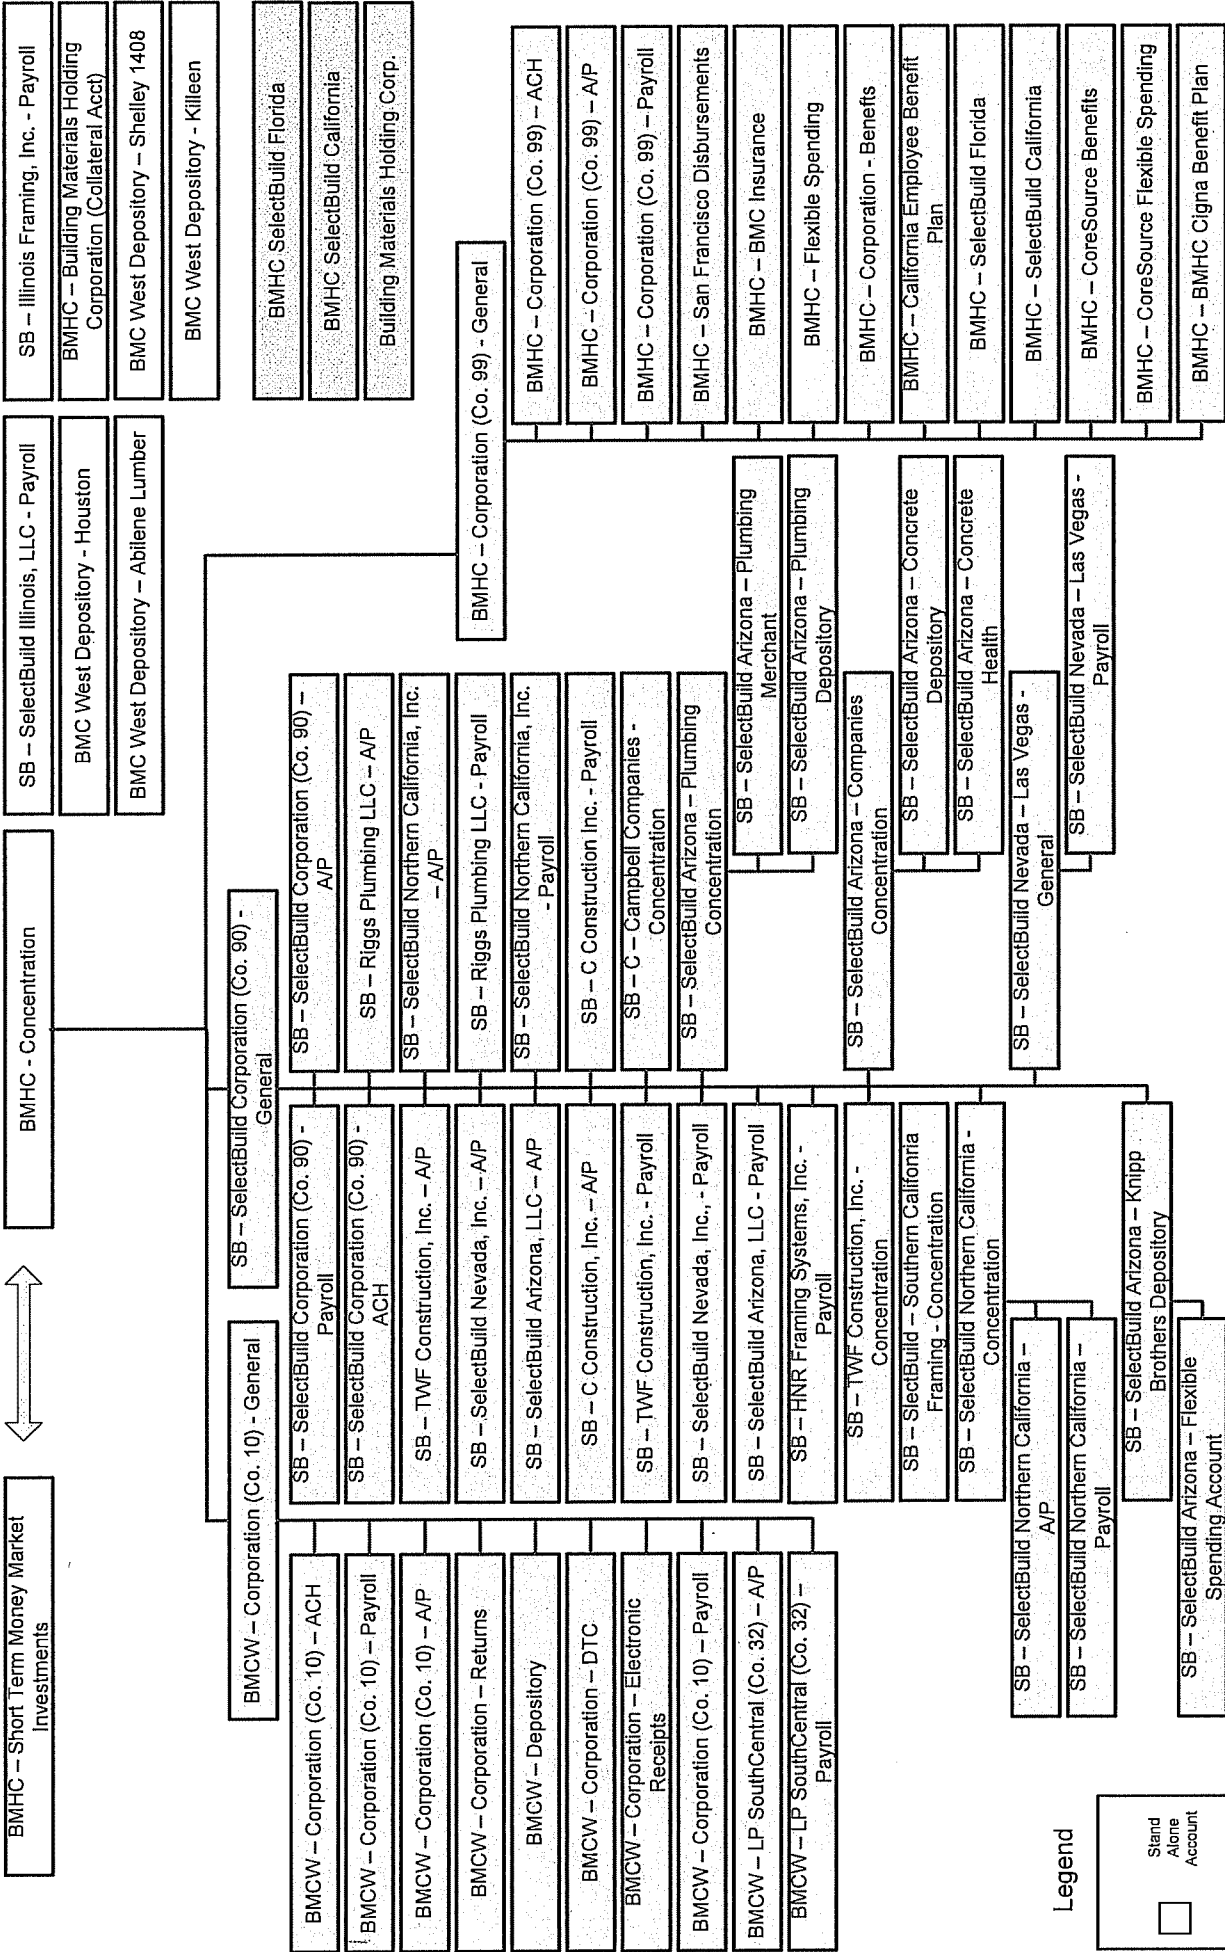 BMHC – Short Term Money Market
Investments
BMHC - Concentration
SB – SelectBuild Illinois, LLC - Payroll
BMC West Depository - Houston
BMC West Depository – Abilene Lumber
SB – Illinois Framing, Inc. - Payroll
BMHC – Building Materials Holding
Corporation (Collateral Acct)
BMC West Depository – Shelley 1408
BMC West Depository - Killeen
BMHC SelectBuild Florida
BMHC SelectBuild California
Building Materials Holding Corp.
BMCW – Corporation (Co. 10) - General
BMCW – Corporation (Co. 10) – ACH
BMCW – Corporation (Co. 10) – Payroll
BMCW – Corporation (Co. 10) – A/P
BMCW – Corporation – Returns
BMCW – Depository
BMCW – Corporation – DTC
BMCW – Corporation – Electronic
Receipts
BMCW – Corporation (Co. 10) – Payroll
BMCW – LP SouthCentral (Co. 32) – A/P
BMCW – LP SouthCentral (Co. 32) –
Payroll
SB – SelectBuild Corporation (Co. 90) -
General
SB – SelectBuild Corporation (Co. 90) -
Payroll
SB – SelectBuild Corporation (Co. 90) -
ACH
SB – TWF Construction, Inc. – A/P
SB – SelectBuild Nevada, Inc. – A/P
SB – SelectBuild Arizona, LLC – A/P
SB – C Construction, Inc. – A/P
SB – TWF Construction, Inc. - Payroll
SB – SelectBuild Nevada, Inc., - Payroll
SB – SelectBuild Arizona, LLC - Payroll
SB – HNR Framing Systems, Inc. -
Payroll
SB – TWF Construction, Inc. -
Concentration
SB – SlectBuild – Southern Califonria
Framing - Concentration
SB – SelectBuild Northern California -
Concentration
SB – SelectBuild Northern California –
A/P
SB – SelectBuild Northern California –
Payroll
SB – SelectBuild Arizona – Knipp
Brothers Depository
SB – SelectBuild Arizona – Flexible
Spending Account
SB – SelectBuild Corporation (Co. 90) –
A/P
SB – Riggs Plumbing LLC – A/P
SB – SelectBuild Northern California, Inc.
– A/P
SB – Riggs Plumbing LLC - Payroll
SB – SelectBuild Northern California, Inc.
- Payroll
SB – C Construction Inc. - Payroll
SB – C – Campbell Companies -
Concentration
SB – SelectBuild Arizona – Plumbing
Concentration
SB – SelectBuild Arizona – Plumbing
Merchant
SB – SelectBuild Arizona – Plumbing
Depository
SB – SelectBuild Arizona – Companies
Concentration
SB – SelectBuild Arizona – Concrete
Depository
SB – SelectBuild Arizona – Concrete
Health
SB – SelectBuild Nevada – Las Vegas -
General
SB – SelectBuild Nevada – Las Vegas -
Payroll
BMHC – Corporation (Co. 99) - General
BMHC – Corporation (Co. 99) – ACH
BMHC – Corporation (Co. 99) – A/P
BMHC – Corporation (Co. 99) – Payroll
BMHC – San Francisco Disbursements
BMHC – BMC Insurance
BMHC – Flexible Spending
BMHC – Corporation - Benefts
BMHC – California Employee Benefit
Plan
BMHC – SelectBuild Florida
BMHC – SelectBuild California
BMHC – CoreSource Benefits
BMHC – CoreSource Flexible Spending
BMHC – BMHC Cigna Benefit Plan
Legend
Stand
Alone
Account